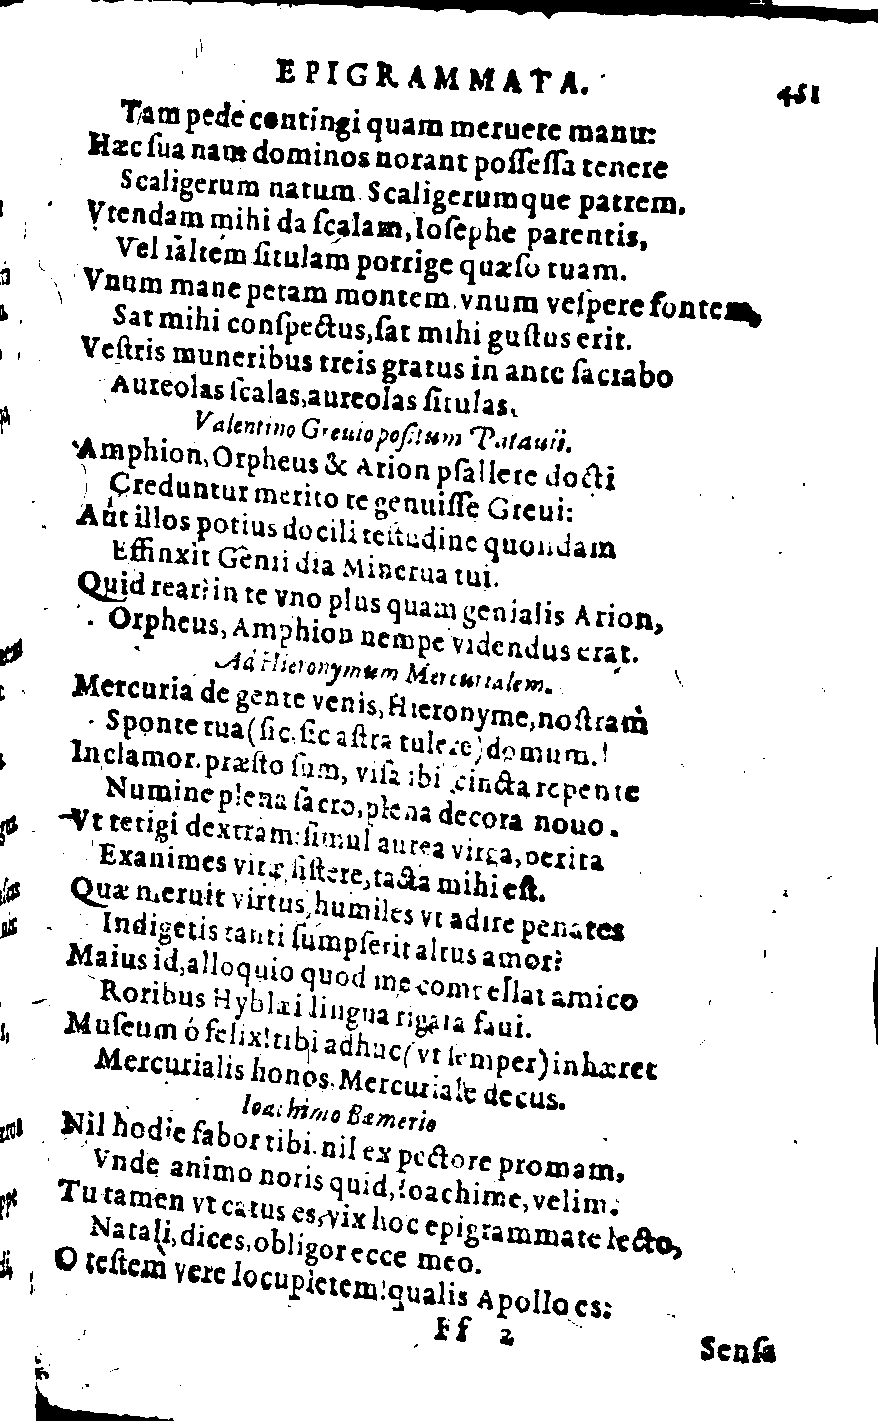 EPIGRAMMATA. 451
Tam pede contingi quam meruere manu:
Hæc ſua nam dominos norant poſſeſſa tenere
Scaligerum natum Scaligerumque patrem.
Vtendam mihi da ſcalam, Ioſephe parentis,
Vel ſaltem ſitulam porrige quæſo tuam.
Vnum mane petam montem, vnum veſpere fontem,
Sat mihi conſpectus, ſat mihi guſtus erit.
Veſtris muneribus treis gratus in ante ſacrabo
Aureolas ſcalas, aureolas ſitulas.
Valentino Greuio poſitum Patauii.
Amphion, Orpheus & Arion pſallere docti
Creduntur merito te genuiſſe Greui:
Aut illos potius docili teſtudine quondam
Effinxit Genii dia Minerua tui.
Quid rear? in te vno plus quam genialis Arion,
Orpheus, Amphion nempe videndus erat.
Ad Hieronymum Mercurialem.
Mercuria de gente venis, Hieronyme, noſtram
Sponte tua (ſic, ſic aſtra tulere) domum.!
Inclamor. præſto ſum, viſa ibi cincta repente
Numine plena ſacro, plena decora nouo.
Vt tetigi dextram: ſimul aurea virga, perita
Exanimes vitæ ſiſtere, tacta mihi eſt.
Quæ meruit virtus, humiles vt adire penates
Indigetis tanti ſumpſerit altus amor?
Maius id, alloquio quod me compellat amico
Roribus Hyblæi lingua rigata faui.
Muſeum ó felix! tibi adhuc (vt ſemper) inhæret
Mercurialis honos, Mercuriale decus.
Ioachimo Bæmerio
Nil hodie fabor tibi. nil ex pectore promam,
Vnde animo noris quid, Ioachime, velim:
Tu tamen vt catus es, vix hoc epigrammate lecto,
Natali, dices, obligor ecce meo.
O teſtem vere locupletem! qualis Apollo es:
Ff 2
Senſa